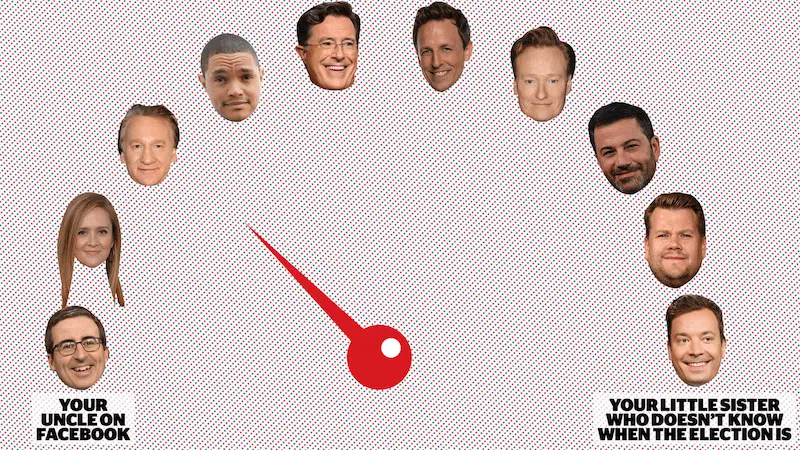 YOUR
UNCLE ON
FACEBOOK
YOUR LITTLE SISTER
WHO DOESN'T KNOW
WHEN THE ELECTION IS